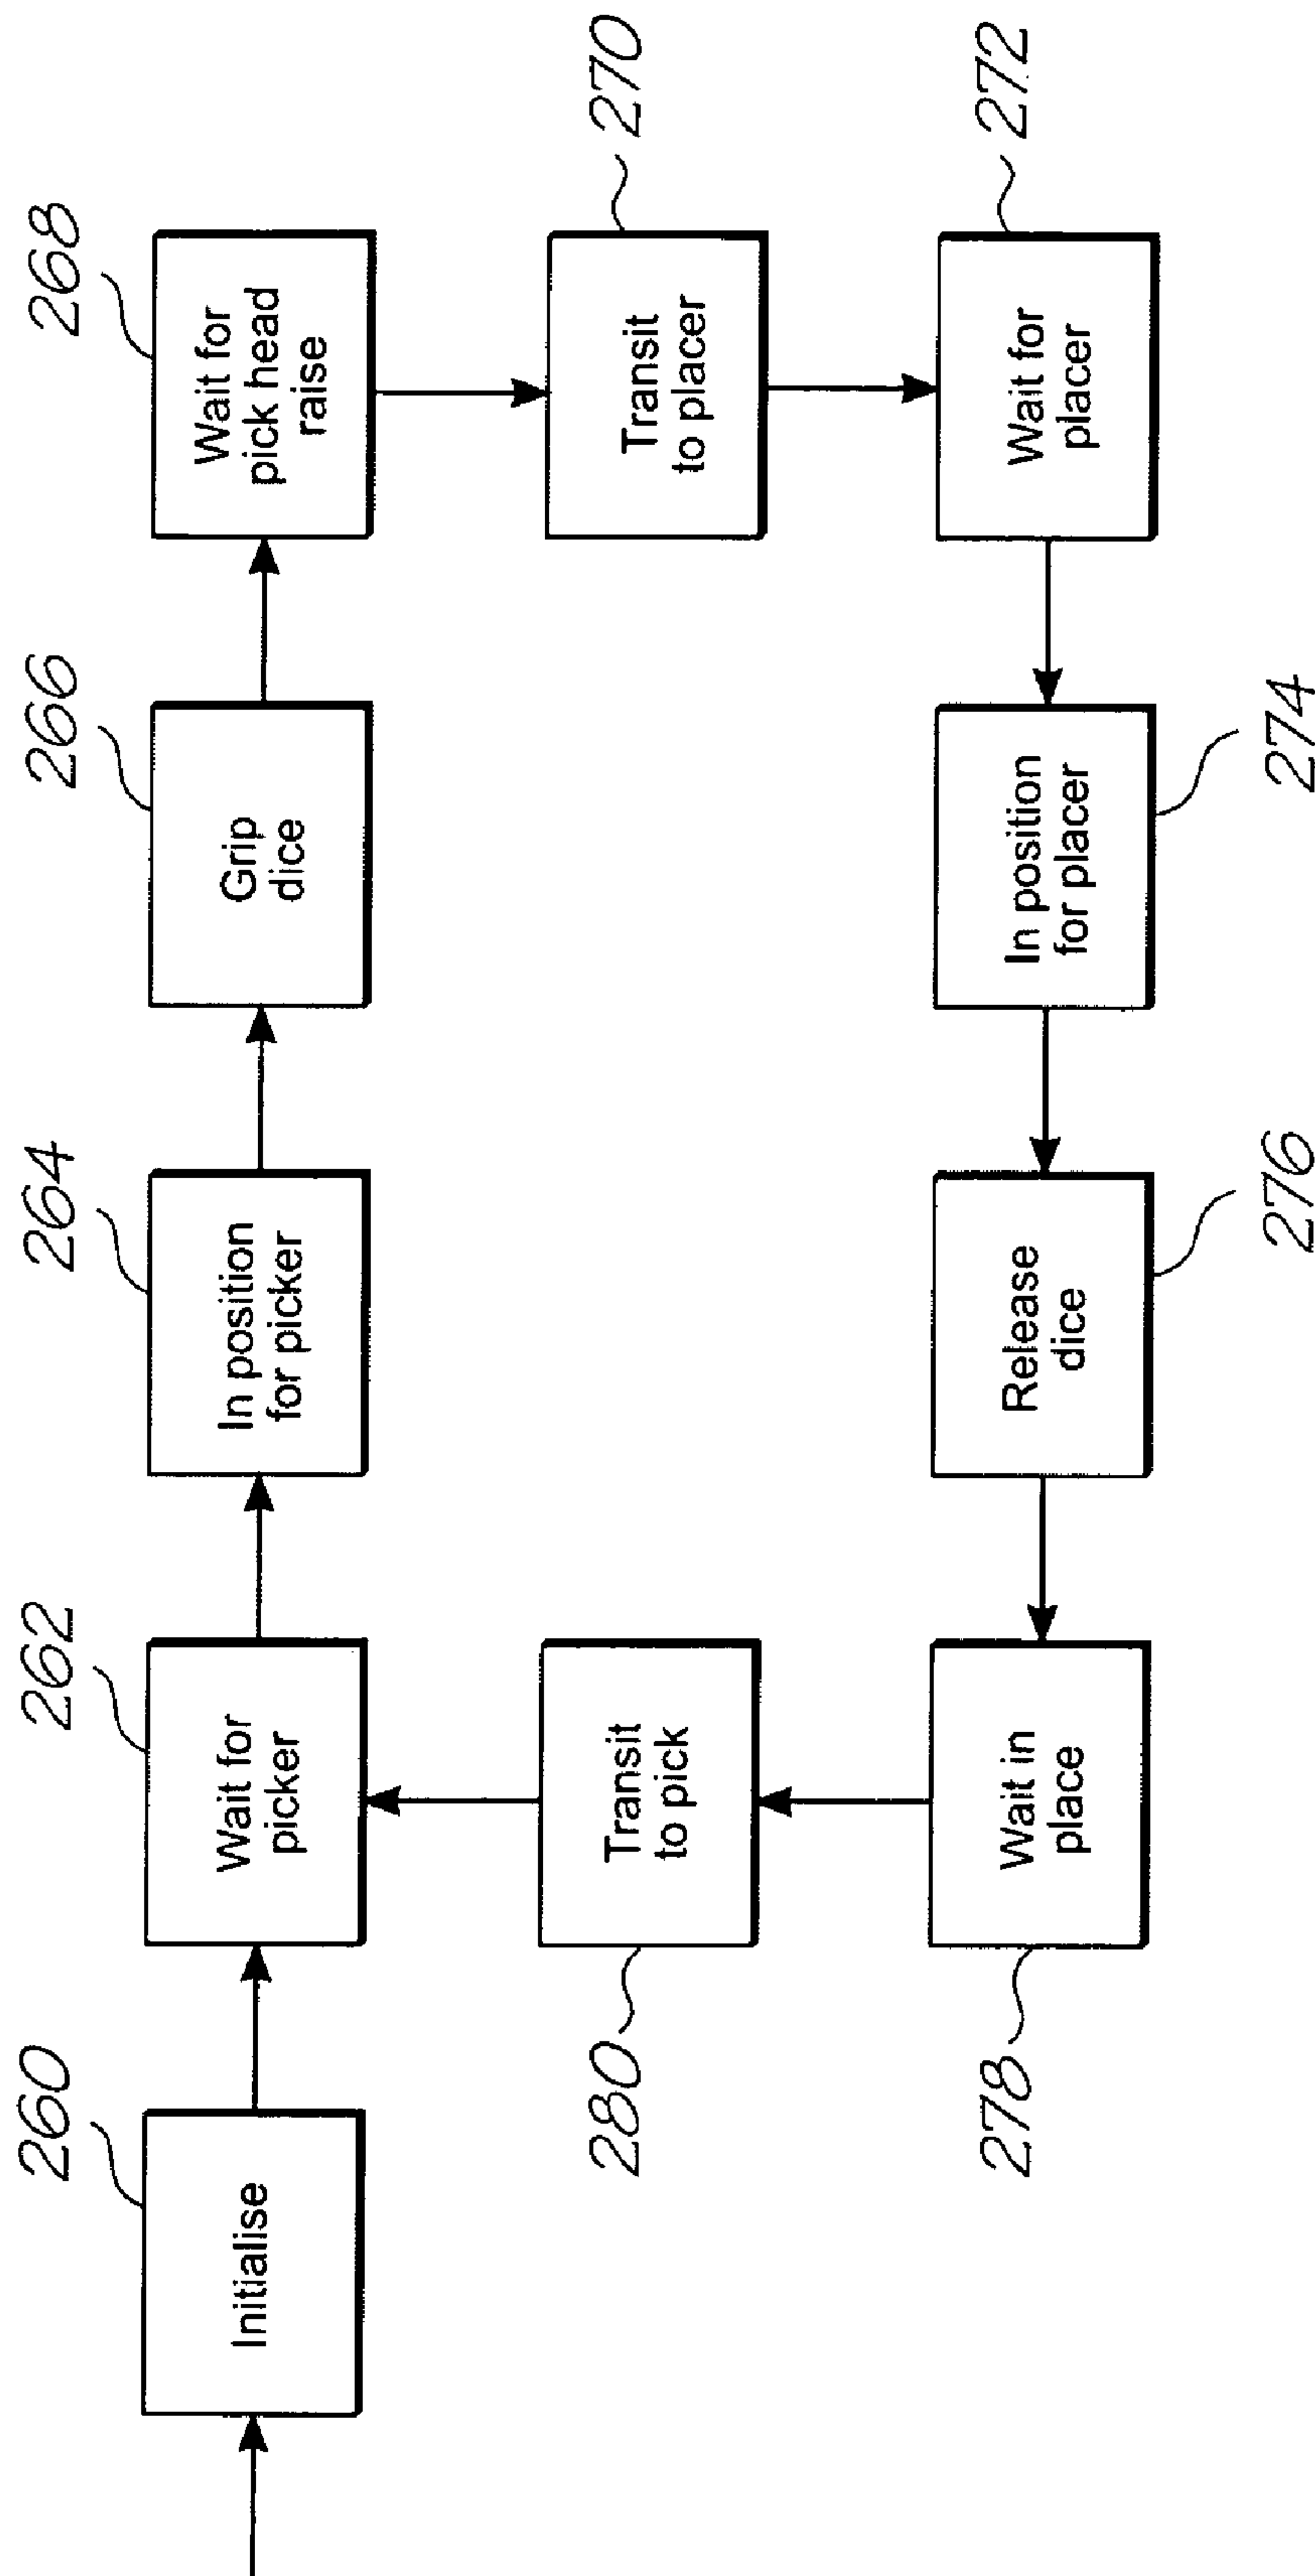 260
Initialise
262
Wait for
picker
264
In position
for picker
266
Grip
dice
268
Wait for
pick head
raise
270
Transit
to placer
272
Wait for
placer
274
In position
for placer
276
Release
dice
278
Wait in
place
280
Transit
to pick